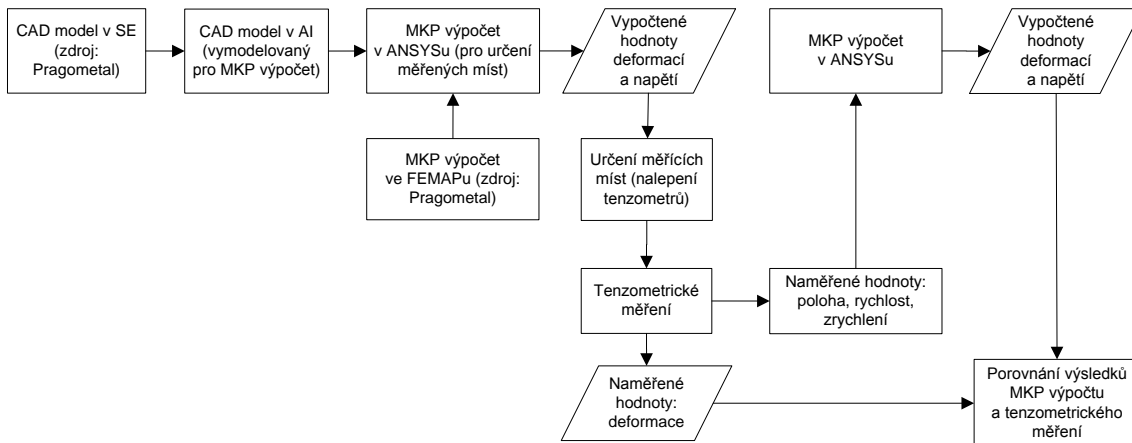 CAD model v SE
(zdroj:
Pragometal)
CAD model v AI
(vymodelovaný
pro MKP výpočet)
MKP výpočet
v ANSYSu (pro určení
měřených míst)
Vypočtené
hodnoty
deformací
a napětí
MKP výpočet
v ANSYSu
Vypočtené
hodnoty
deformací
a napětí
MKP výpočet
ve FEMAPu (zdroj:
Pragometal)
Určení měřících
míst (nalepení
tenzometrů)
Tenzometrické
měření
Naměřené hodnoty:
poloha, rychlost,
zrychlení
Naměřené
hodnoty:
deformace
Porovnání výsledků
MKP výpočtu
a tenzometrického
měření